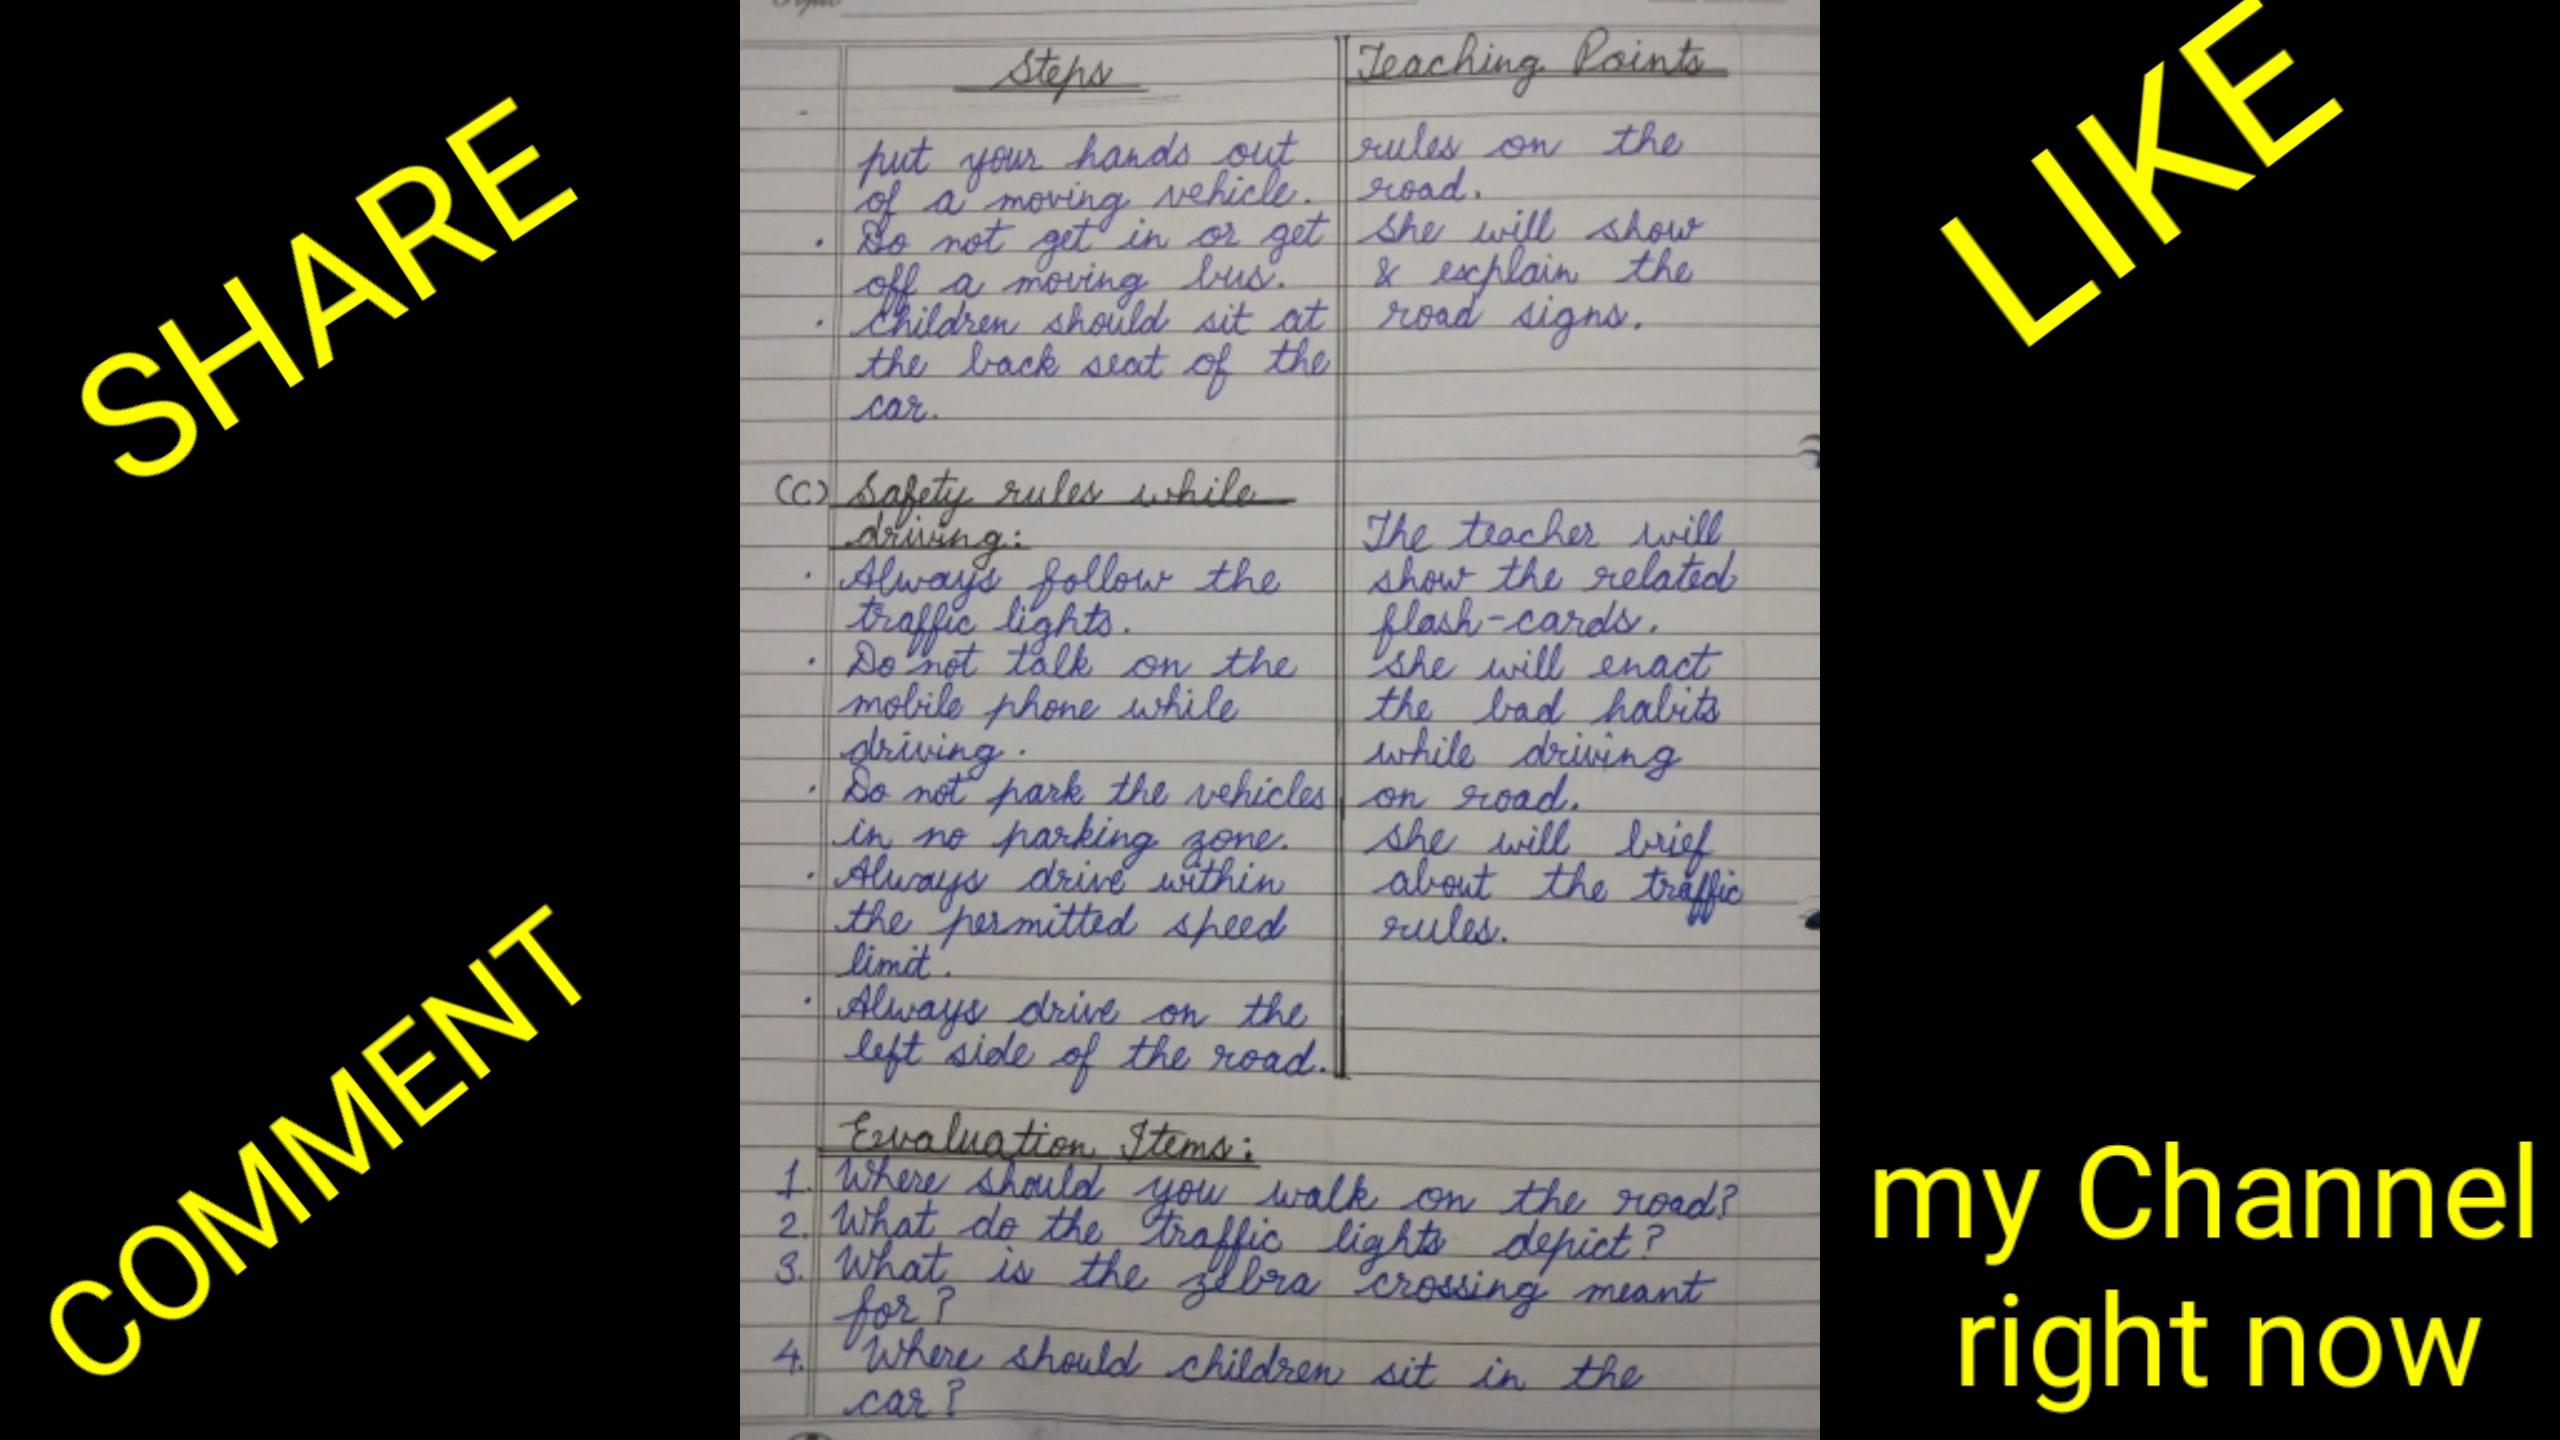 SHARE
LIKE
COMMENT
my Channel
right now
Steps
put your hands out
of a moving vehicle.
· Do not get in or get
off a moving bus.
· Children should sit at
the back seat of the
car.
(C) Safety rules while
driving:
· Always follow the
traffic lights.
· Do not talk on the
mobile phone while
driving.
· Do not park the vehicles
in no parking zone.
· Always drive within
the permitted speed
limit.
· Always drive on the
left side of the road.
Teaching Points
rules on the
road.
She will show
& explain the
road signs.
The teacher will
show the related
flash-cards.
She will enact
the bad habits
while driving
on road.
She will brief
about the traffic
rules.
Evaluation Items:
1. Where should you walk on the road?
2. What do the traffic lights depict?
3. What is the zebra crossing meant
for?
4. Where should children sit in the
car?